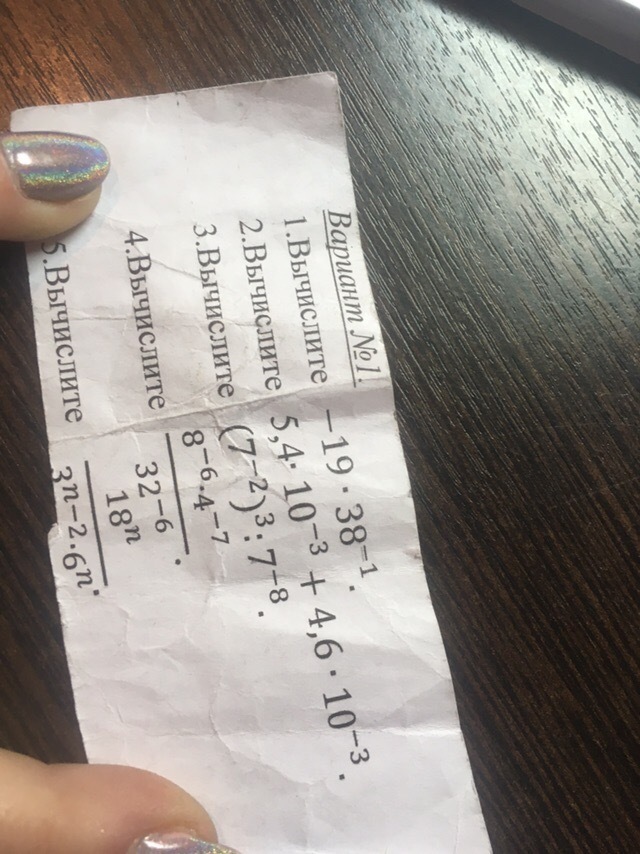 Вариант №1.
1.Вычислите −19 · 38⁻¹.
2.Вычислите 5,4· 10⁻³ + 4,6 · 10⁻³.
3.Вычислите (7⁻²)³: 7⁻⁸.
4.Вычислите 8⁻⁶·4⁻⁷ / 32⁻⁶.
5.Вычислите 18ⁿ / 3ⁿ⁻²·6ⁿ.